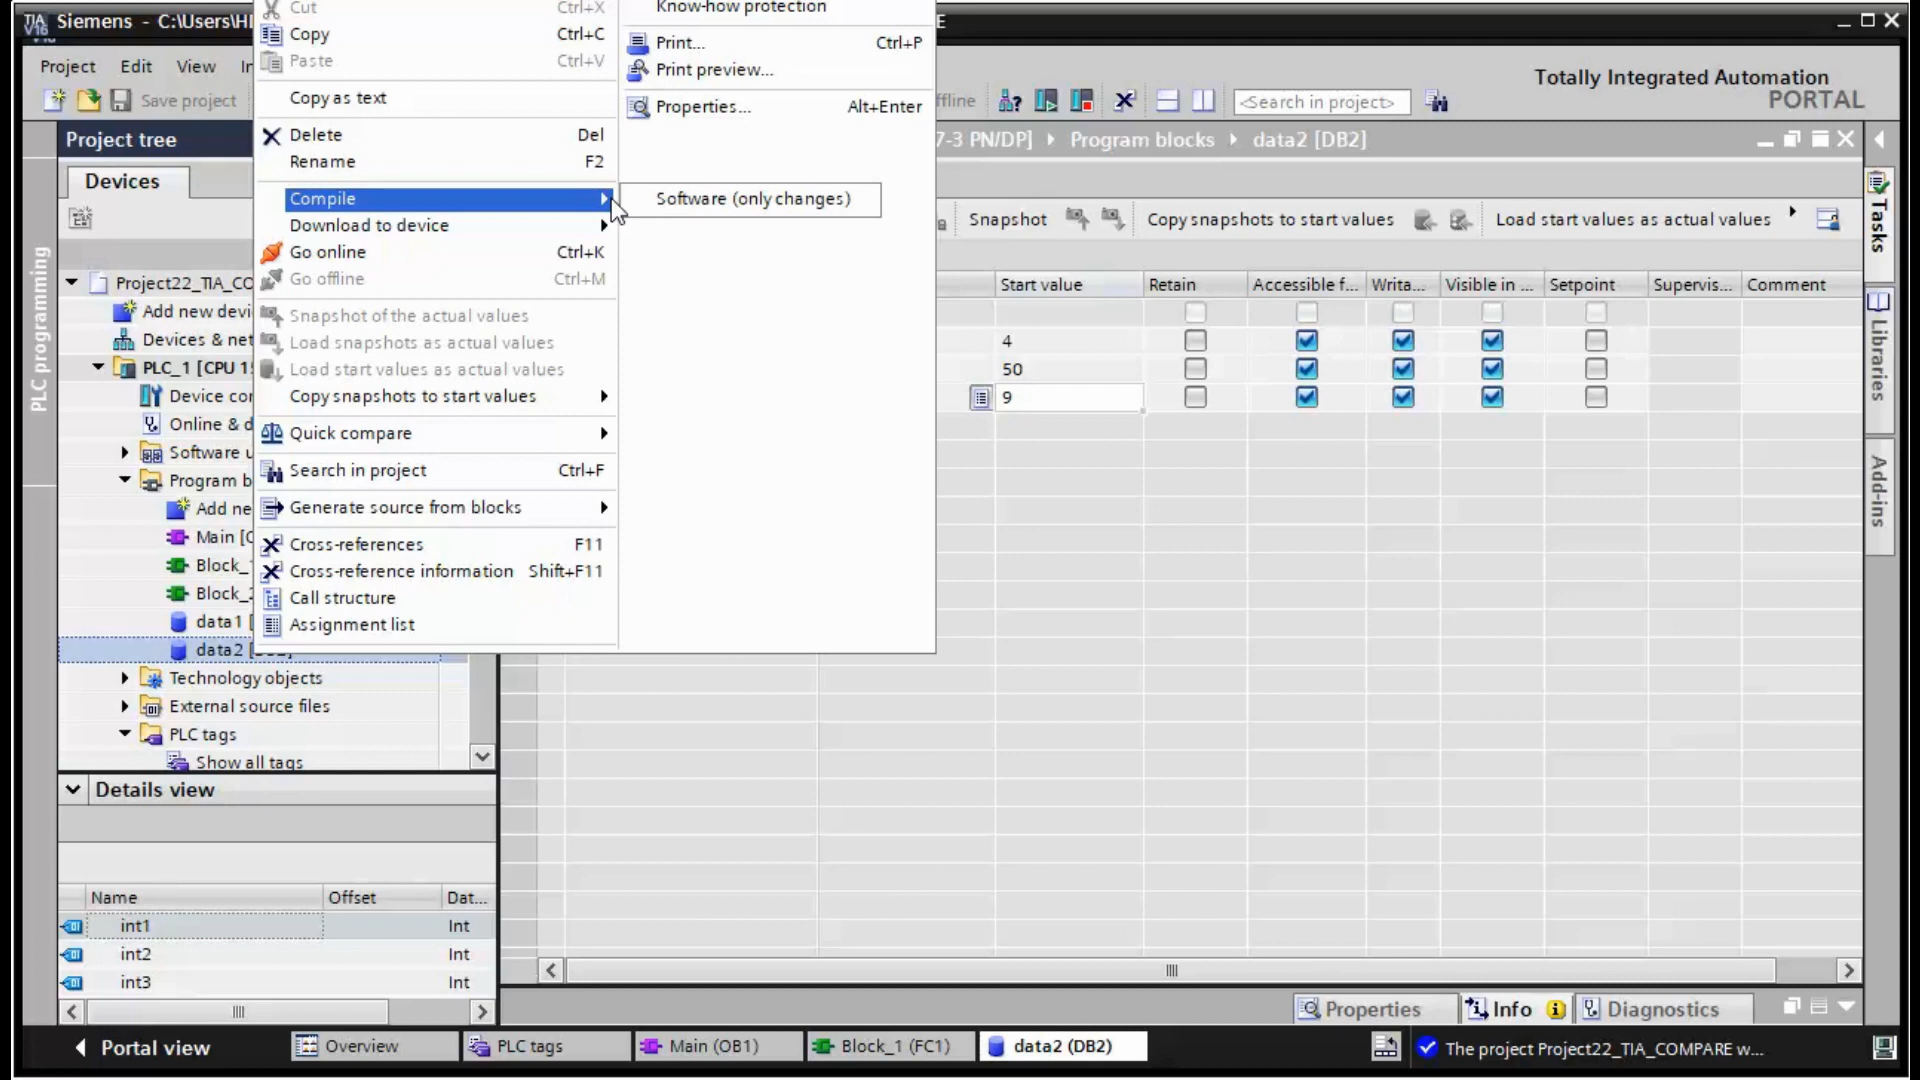 Siemens - C:\Users\H
E
Project Edit View
Save project
Totally Integrated Automation
PORTAL
<Search in project>
Project tree
7-3 PN/DP] Program blocks data2 [DB2]
Devices
Cut Ctrl+X
Copy Ctrl+C
Paste Ctrl+V
Copy as text
Delete Del
Rename F2
Compile
Download to device
Go online Ctrl+K
Go offline Ctrl+M
Snapshot of the actual values
Load snapshots as actual values
Load start values as actual values
Copy snapshots to start values
Quick compare
Search in project Ctrl+F
Generate source from blocks
Cross-references F11
Cross-reference information Shift+F11
Call structure
Assignment list
Know-how protection
Print... Ctrl+P
Print preview...
Properties... Alt+Enter
Software (only changes)
Snapshot Copy snapshots to start values Load start values as actual values
Start value Retain Accessible f... Writa... Visible in ... Setpoint Supervis... Comment
4
50
9
PLC programming
Project22_TIA_CO
Add new devi
Devices & net
PLC_1 [CPU 15
Device cor
Online & d
Software u
Program b
Add ne
Main [
Block_
Block_2
data1 [
data2 [DB2]
Technology objects
External source files
PLC tags
Show all tags
Details view
Name Offset Dat...
int1 Int
int2 Int
int3 Int
Tasks
Libraries
Add-ins
Properties Info Diagnostics
Portal view Overview PLC tags Main (OB1) Block_1 (FC1) data2 (DB2)
The project Project22_TIA_COMPARE w...